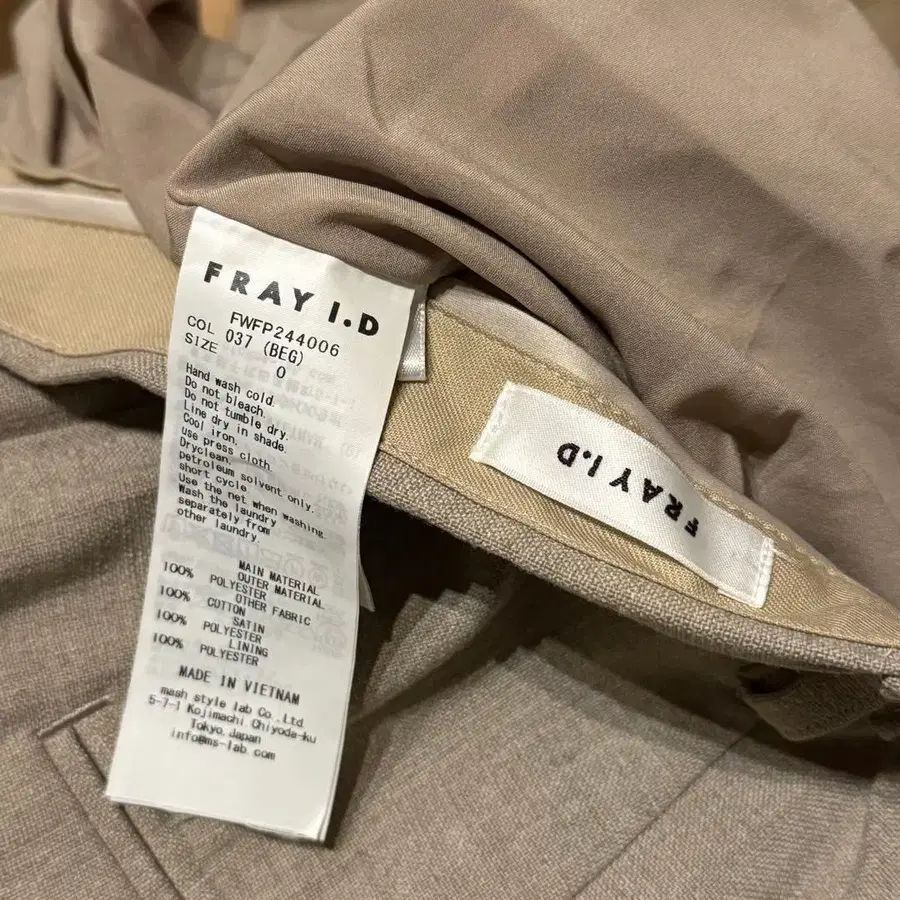 FRAY I.D
FWFP244006
COL 037 (BEG)
SIZE 0
Hand wash cold.
Do not bleach.
Do not tumble dry.
Line dry in shade.
Cool iron.
use press cloth
Dryclean.
petroleum solvent only.
short cycle
Use the net when washing.
Wash the laundry
separately from
other laundry.
MAIN MATERIAL
OUTER MATERIAL
100% POLYESTER
OTHER FABRIC
100% COTTON
SATIN
100% POLYESTER
LINING
100% POLYESTER
MADE IN VIETNAM
mash style lab Co.,Ltd.
5-7-1 Kojimachi Chiyoda-ku
Tokyo,Japan
info@ms-lab.com
FRAY I.D